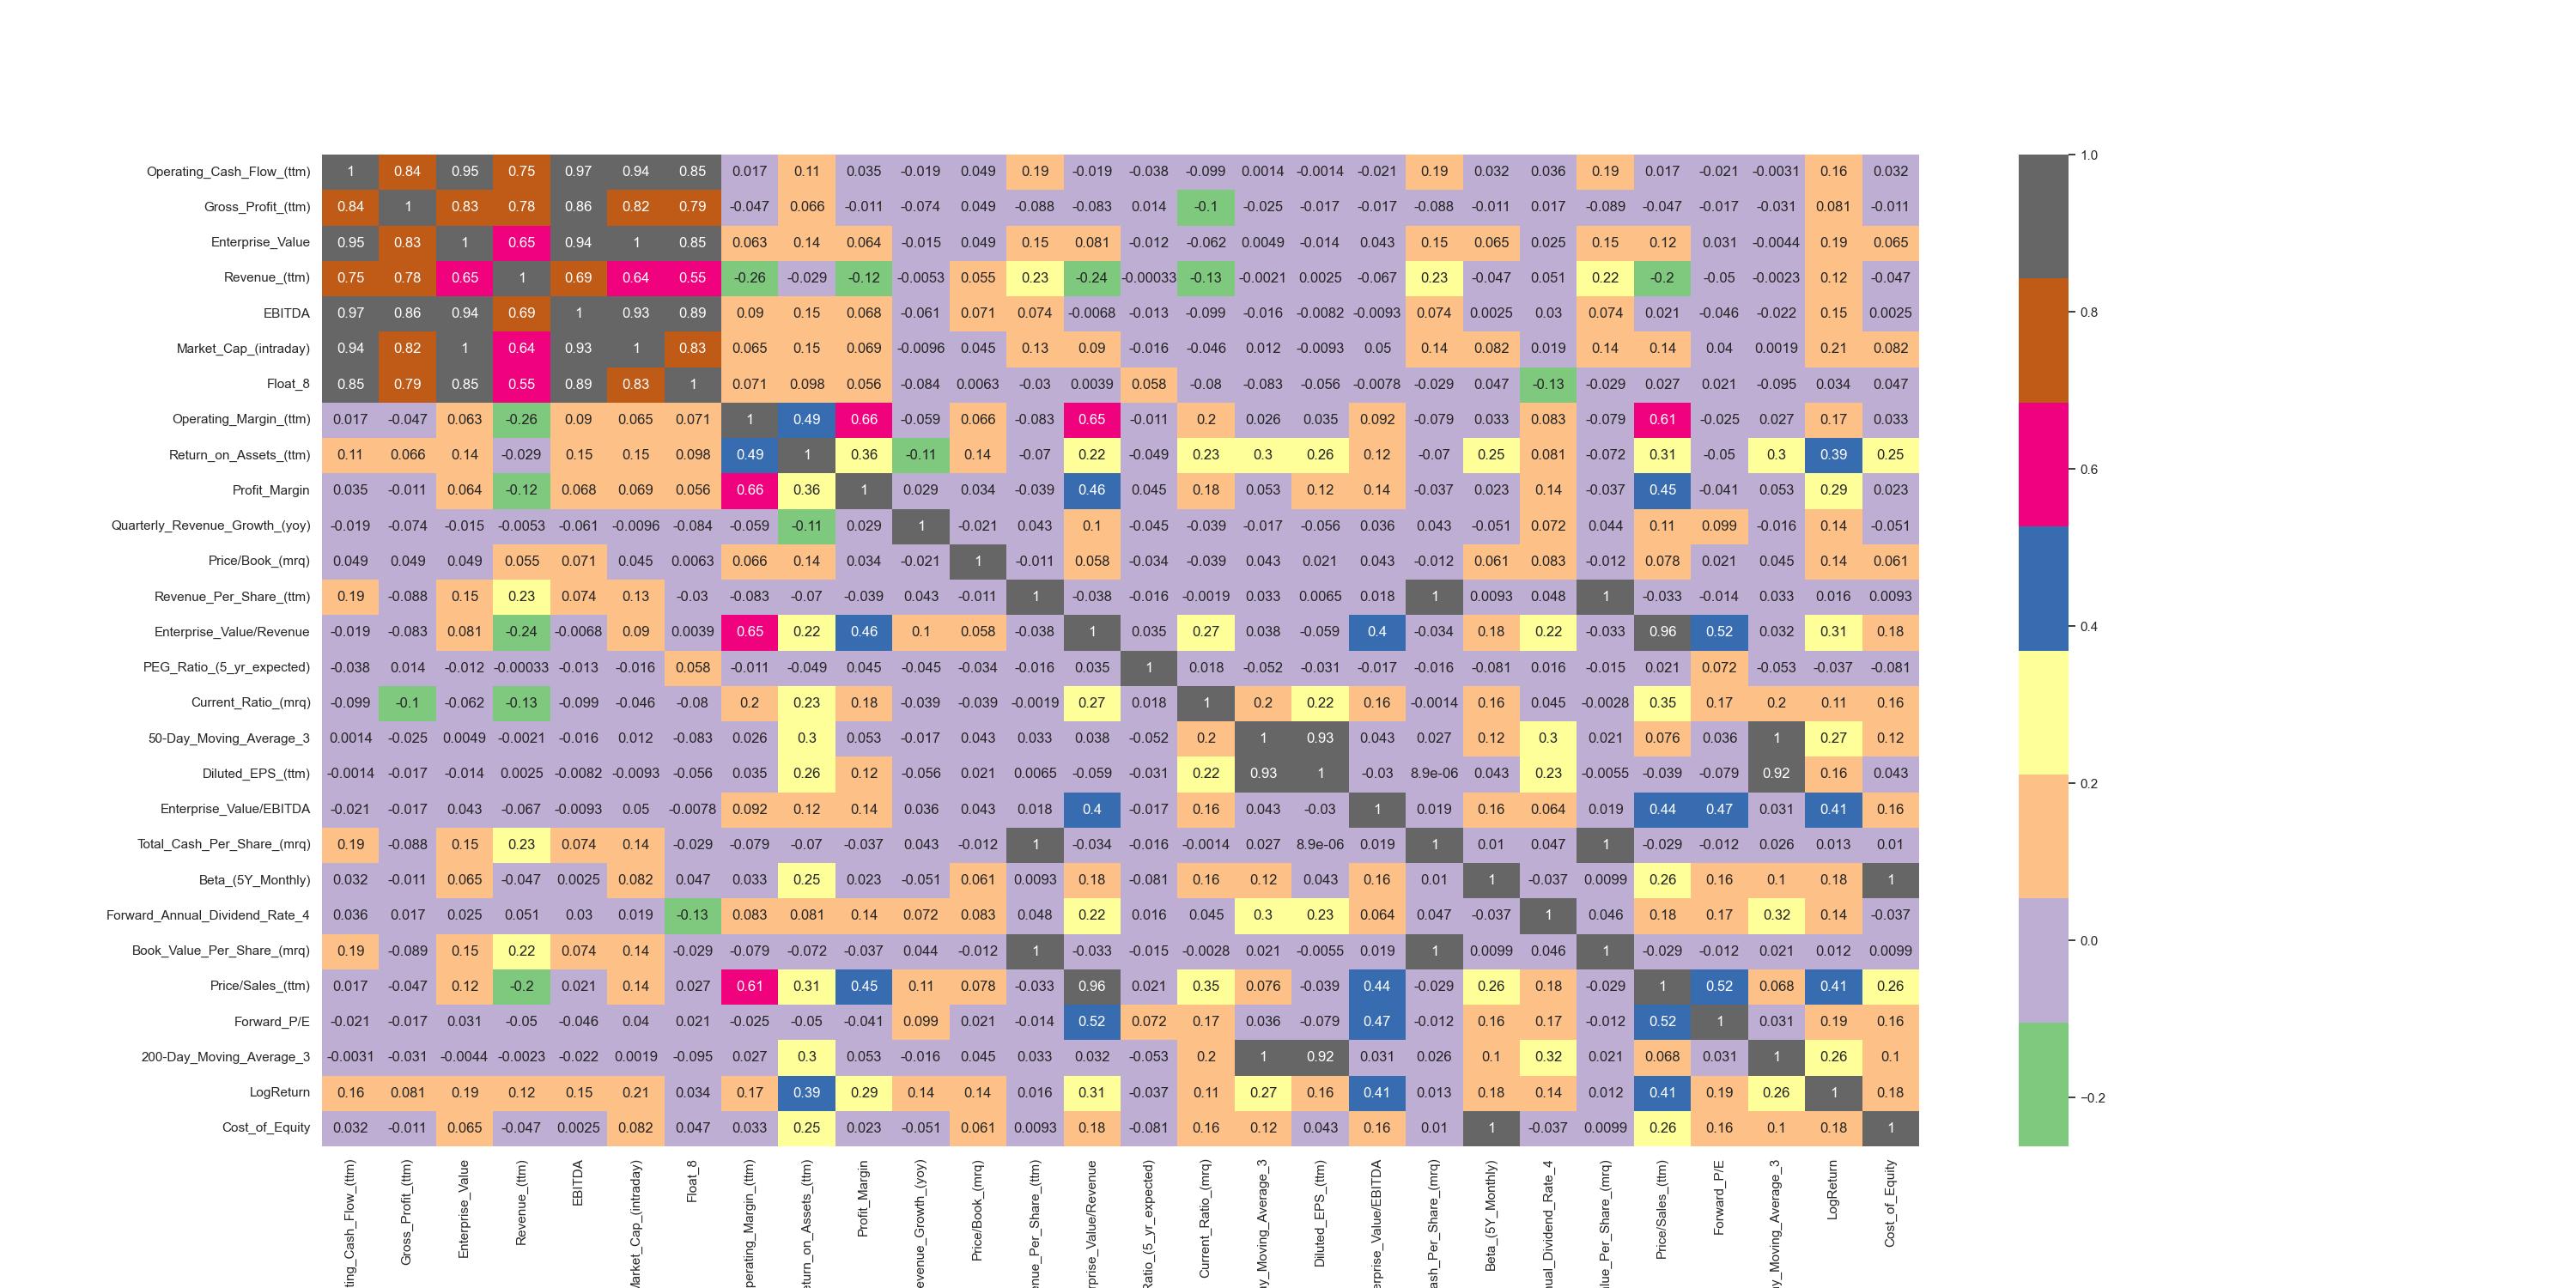 Operating_Cash_Flow_(ttm) 1 0.84 0.95 0.75 0.97 0.94 0.85 0.017 0.11 0.035 -0.019 0.049 0.19 -0.019 -0.038 -0.099 0.0014 -0.0014 -0.021 0.19 0.032 0.036 0.19 0.017 -0.021 -0.0031 0.16 0.032 1.0
Gross_Profit_(ttm) 0.84 1 0.83 0.78 0.86 0.82 0.79 -0.047 0.066 -0.011 -0.074 0.049 -0.088 -0.083 0.014 -0.1 -0.025 -0.017 -0.017 -0.088 -0.011 0.017 -0.089 -0.047 -0.017 -0.031 0.081 -0.011
Enterprise_Value 0.95 0.83 1 0.65 0.94 1 0.85 0.063 0.14 0.064 -0.015 0.049 0.15 0.081 -0.012 -0.062 0.0049 -0.014 0.043 0.15 0.065 0.025 0.15 0.12 0.031 -0.0044 0.19 0.065
Revenue_(ttm) 0.75 0.78 0.65 1 0.69 0.64 0.55 -0.26 -0.029 -0.12 -0.0053 0.055 0.23 -0.24 -0.00033 -0.13 -0.0021 0.0025 -0.067 0.23 -0.047 0.051 0.22 -0.2 -0.05 -0.0023 0.12 -0.047
EBITDA 0.97 0.86 0.94 0.69 1 0.93 0.89 0.09 0.15 0.068 -0.061 0.071 0.074 -0.0068 -0.013 -0.099 -0.016 -0.0082 -0.0093 0.074 0.0025 0.03 0.074 0.021 -0.046 -0.022 0.15 0.0025 0.8
Market_Cap_(intraday) 0.94 0.82 1 0.64 0.93 1 0.83 0.065 0.15 0.069 -0.0096 0.045 0.13 0.09 -0.016 -0.046 0.012 -0.0093 0.05 0.14 0.082 0.019 0.14 0.14 0.04 0.0019 0.21 0.082
Float_8 0.85 0.79 0.85 0.55 0.89 0.83 1 0.071 0.098 0.056 -0.084 0.0063 -0.03 0.0039 0.058 -0.08 -0.083 -0.056 -0.0078 -0.029 0.047 -0.13 -0.029 0.027 0.021 -0.095 0.034 0.047
Operating_Margin_(ttm) 0.017 -0.047 0.063 -0.26 0.09 0.065 0.071 1 0.49 0.66 -0.059 0.066 -0.083 0.65 -0.011 0.2 0.026 0.035 0.092 -0.079 0.033 0.083 -0.079 0.61 -0.025 0.027 0.17 0.033
Return_on_Assets_(ttm) 0.11 0.066 0.14 -0.029 0.15 0.15 0.098 0.49 1 0.36 -0.11 0.14 -0.07 0.22 -0.049 0.23 0.3 0.26 0.12 -0.07 0.25 0.081 -0.072 0.31 -0.05 0.3 0.39 0.25 0.6
Profit_Margin 0.035 -0.011 0.064 -0.12 0.068 0.069 0.056 0.66 0.36 1 0.029 0.034 -0.039 0.46 0.045 0.18 0.053 0.12 0.14 -0.037 0.023 0.14 -0.037 0.45 -0.041 0.053 0.29 0.023
Quarterly_Revenue_Growth_(yoy) -0.019 -0.074 -0.015 -0.0053 -0.061 -0.0096 -0.084 -0.059 -0.11 0.029 1 -0.021 0.043 0.1 -0.045 -0.039 -0.017 -0.056 0.036 0.043 -0.051 0.072 0.044 0.11 0.099 -0.016 0.14 -0.051
Price/Book_(mrq) 0.049 0.049 0.049 0.055 0.071 0.045 0.0063 0.066 0.14 0.034 -0.021 1 -0.011 0.058 -0.034 -0.039 0.043 0.021 0.043 -0.012 0.061 0.083 -0.012 0.078 0.021 0.045 0.14 0.061
Revenue_Per_Share_(ttm) 0.19 -0.088 0.15 0.23 0.074 0.13 -0.03 -0.083 -0.07 -0.039 0.043 -0.011 1 -0.038 -0.016 -0.0019 0.033 0.0065 0.018 1 0.0093 0.048 1 -0.033 -0.014 0.033 0.016 0.0093
Enterprise_Value/Revenue -0.019 -0.083 0.081 -0.24 -0.0068 0.09 0.0039 0.65 0.22 0.46 0.1 0.058 -0.038 1 0.035 0.27 0.038 -0.059 0.4 -0.034 0.18 0.22 -0.033 0.96 0.52 0.032 0.31 0.18 0.4
PEG_Ratio_(5_yr_expected) -0.038 0.014 -0.012 -0.00033 -0.013 -0.016 0.058 -0.011 -0.049 0.045 -0.045 -0.034 -0.016 0.035 1 0.018 -0.052 -0.031 -0.017 -0.016 -0.081 0.016 -0.015 0.021 0.072 -0.053 -0.037 -0.081
Current_Ratio_(mrq) -0.099 -0.1 -0.062 -0.13 -0.099 -0.046 -0.08 0.2 0.23 0.18 -0.039 -0.039 -0.0019 0.27 0.018 1 0.2 0.22 0.16 -0.0014 0.16 0.045 -0.0028 0.35 0.17 0.2 0.11 0.16
50-Day_Moving_Average_3 0.0014 -0.025 0.0049 -0.0021 -0.016 0.012 -0.083 0.026 0.3 0.053 -0.017 0.043 0.033 0.038 -0.052 0.2 1 0.93 0.043 0.027 0.12 0.3 0.021 0.076 0.036 1 0.27 0.12
Diluted_EPS_(ttm) -0.0014 -0.017 -0.014 0.0025 -0.0082 -0.0093 -0.056 0.035 0.26 0.12 -0.056 0.021 0.0065 -0.059 -0.031 0.22 0.93 1 -0.03 8.9e-06 0.043 0.23 -0.0055 -0.039 -0.079 0.92 0.16 0.043 0.2
Enterprise_Value/EBITDA -0.021 -0.017 0.043 -0.067 -0.0093 0.05 -0.0078 0.092 0.12 0.14 0.036 0.043 0.018 0.4 -0.017 0.16 0.043 -0.03 1 0.019 0.16 0.064 0.019 0.44 0.47 0.031 0.41 0.16
Total_Cash_Per_Share_(mrq) 0.19 -0.088 0.15 0.23 0.074 0.14 -0.029 -0.079 -0.07 -0.037 0.043 -0.012 1 -0.034 -0.016 -0.0014 0.027 8.9e-06 0.019 1 0.01 0.047 1 -0.029 -0.012 0.026 0.013 0.01
Beta_(5Y_Monthly) 0.032 -0.011 0.065 -0.047 0.0025 0.082 0.047 0.033 0.25 0.023 -0.051 0.061 0.0093 0.18 -0.081 0.16 0.12 0.043 0.16 0.01 1 -0.037 0.0099 0.26 0.16 0.1 0.18 1
Forward_Annual_Dividend_Rate_4 0.036 0.017 0.025 0.051 0.03 0.019 -0.13 0.083 0.081 0.14 0.072 0.083 0.048 0.22 0.016 0.045 0.3 0.23 0.064 0.047 -0.037 1 0.046 0.18 0.17 0.32 0.14 -0.037
Book_Value_Per_Share_(mrq) 0.19 -0.089 0.15 0.22 0.074 0.14 -0.029 -0.079 -0.072 -0.037 0.044 -0.012 1 -0.033 -0.015 -0.0028 0.021 -0.0055 0.019 1 0.0099 0.046 1 -0.029 -0.012 0.021 0.012 0.0099 0.0
Price/Sales_(ttm) 0.017 -0.047 0.12 -0.2 0.021 0.14 0.027 0.61 0.31 0.45 0.11 0.078 -0.033 0.96 0.021 0.35 0.076 -0.039 0.44 -0.029 0.26 0.18 -0.029 1 0.52 0.068 0.41 0.26
Forward_P/E -0.021 -0.017 0.031 -0.05 -0.046 0.04 0.021 -0.025 -0.05 -0.041 0.099 0.021 -0.014 0.52 0.072 0.17 0.036 -0.079 0.47 -0.012 0.16 0.17 -0.012 0.52 1 0.031 0.19 0.16
200-Day_Moving_Average_3 -0.0031 -0.031 -0.0044 -0.0023 -0.022 0.0019 -0.095 0.027 0.3 0.053 -0.016 0.045 0.033 0.032 -0.053 0.2 1 0.92 0.031 0.026 0.1 0.32 0.021 0.068 0.031 1 0.26 0.1
LogReturn 0.16 0.081 0.19 0.12 0.15 0.21 0.034 0.17 0.39 0.29 0.14 0.14 0.016 0.31 -0.037 0.11 0.27 0.16 0.41 0.013 0.18 0.14 0.012 0.41 0.19 0.26 1 0.18 −0.2
Cost_of_Equity 0.032 -0.011 0.065 -0.047 0.0025 0.082 0.047 0.033 0.25 0.023 -0.051 0.061 0.0093 0.18 -0.081 0.16 0.12 0.043 0.16 0.01 1 -0.037 0.0099 0.26 0.16 0.1 0.18 1
ting_Cash_Flow_(ttm)
Gross_Profit_(ttm)
Enterprise_Value
Revenue_(ttm)
EBITDA
Market_Cap_(intraday)
Float_8
perating_Margin_(ttm)
eturn_on_Assets_(ttm)
Profit_Margin
evenue_Growth_(yoy)
Price/Book_(mrq)
nue_Per_Share_(ttm)
rprise_Value/Revenue
Ratio_(5_yr_expected)
Current_Ratio_(mrq)
ay_Moving_Average_3
Diluted_EPS_(ttm)
erprise_Value/EBITDA
ash_Per_Share_(mrq)
Beta_(5Y_Monthly)
ual_Dividend_Rate_4
lue_Per_Share_(mrq)
Price/Sales_(ttm)
Forward_P/E
y_Moving_Average_3
LogReturn
Cost_of_Equity